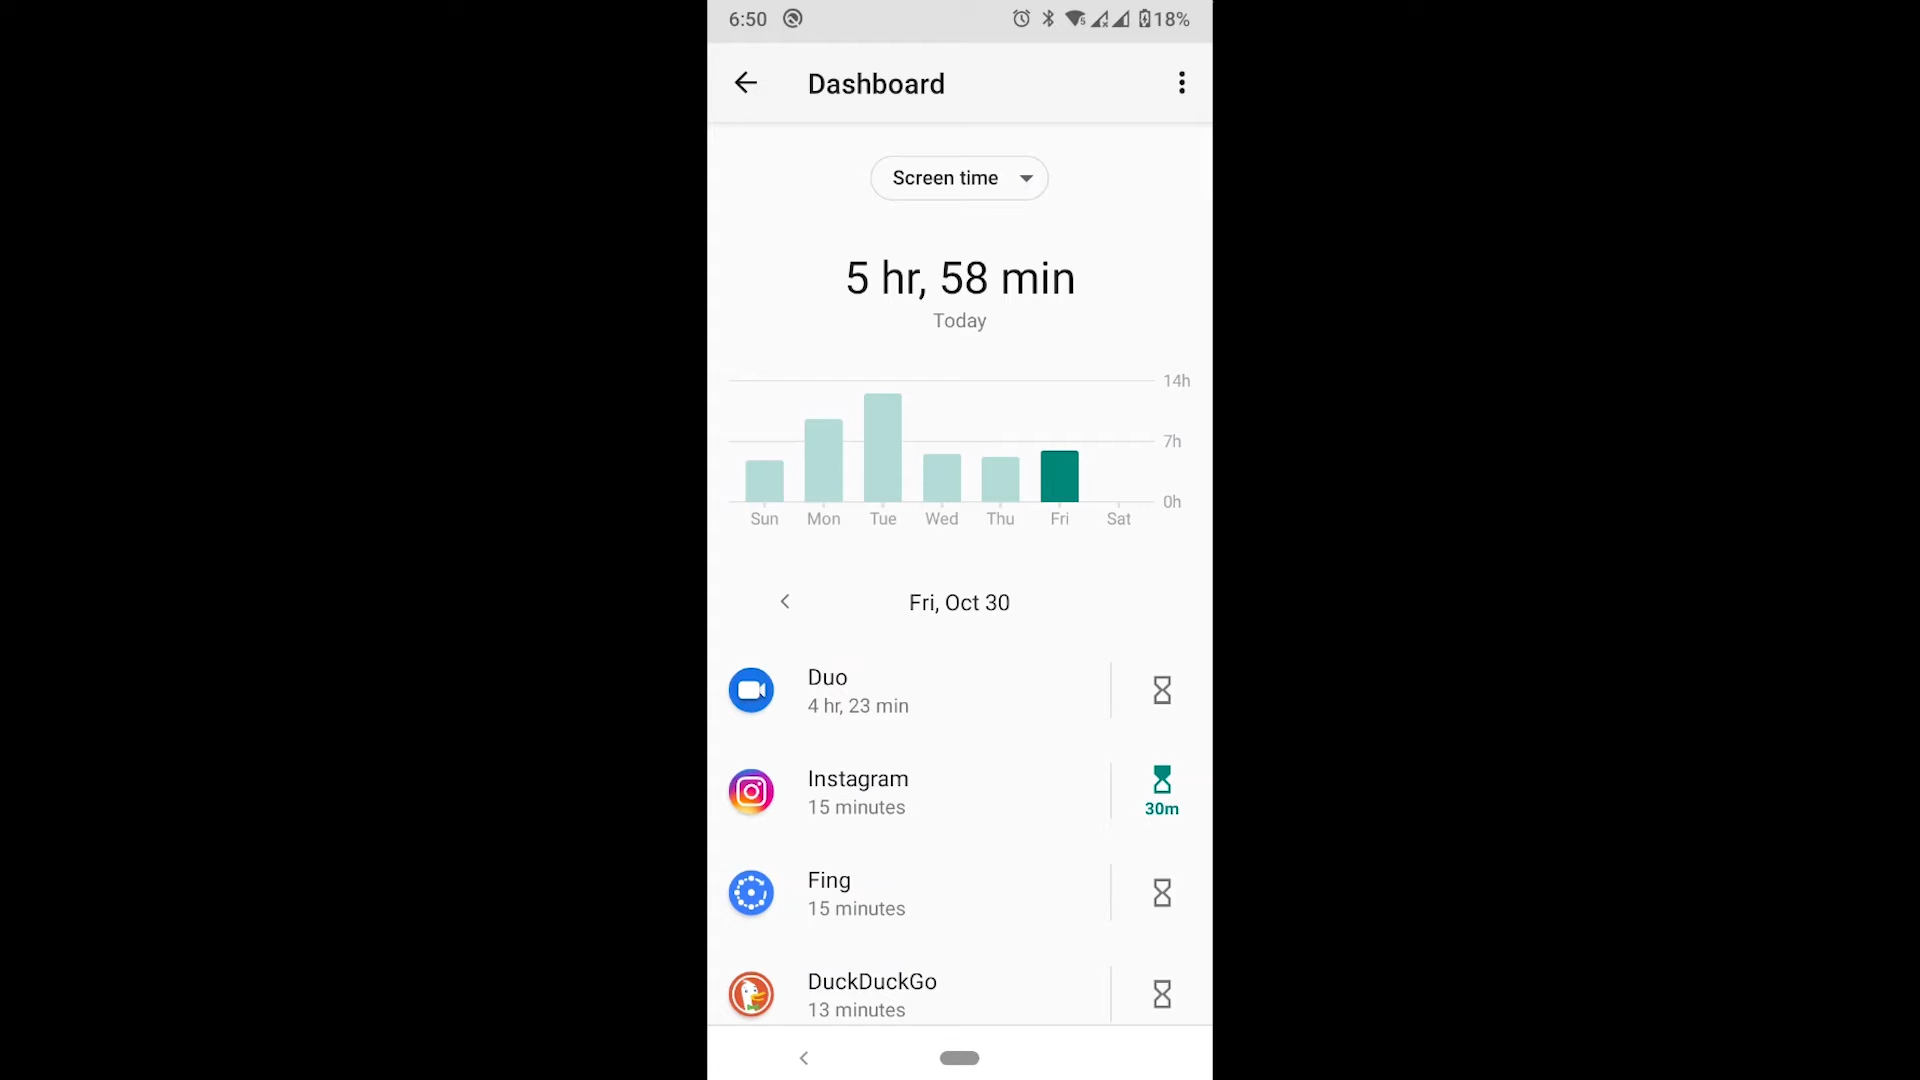 6:50
18%
Dashboard
Screen time
5 hr, 58 min
Today
14h
7h
0h
Sun Mon Tue Wed Thu Fri Sat
Fri, Oct 30
Duo
4 hr, 23 min
Instagram
15 minutes
30m
Fing
15 minutes
DuckDuckGo
13 minutes